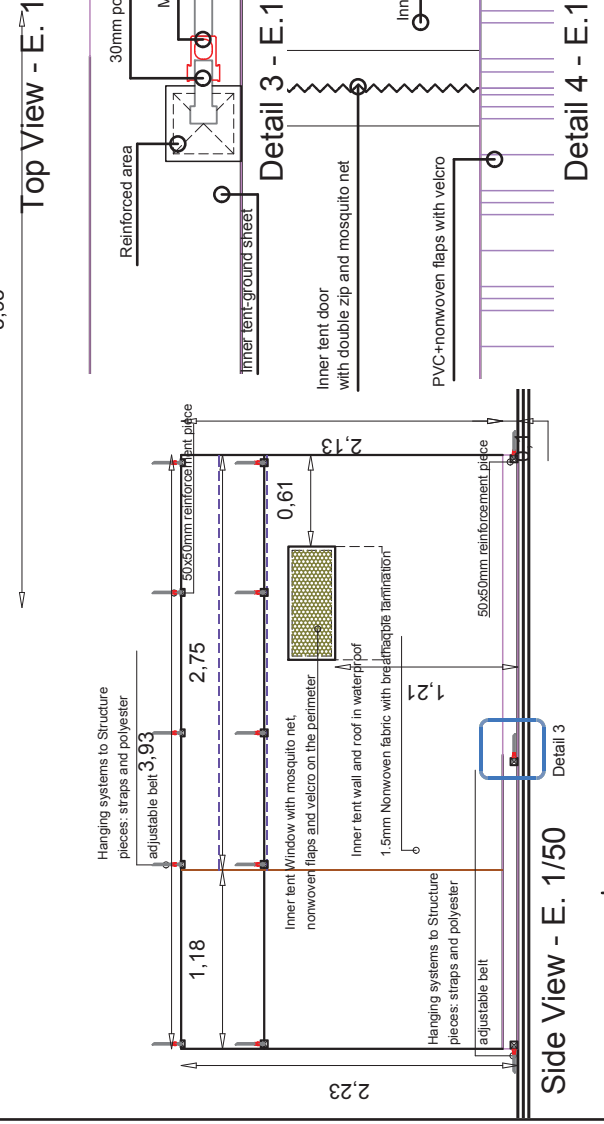 Top View - E. 1
30mm po
M
Reinforced area
Inner tent-ground sheet
Detail 3 - E.1
Inn
Inner tent door
with double zip and mosquito net
PVC+nonwoven flaps with velcro
Detail 4 - E.1
Hanging systems to Structure
pieces: straps and polyester
adjustable belt
3,93
50x50mm reinforcement piece
2,75
1,18
2,13
0,61
Inner tent Window with mosquito net,
nonwoven flaps and velcro on the perimeter
Inner tent wall and roof in waterproof
1.5mm Nonwoven fabric with breathaqble lamination
1,21
50x50mm reinforcement piece
Hanging systems to Structure
pieces: straps and polyester
adjustable belt
2,23
Detail 3
Side View - E. 1/50